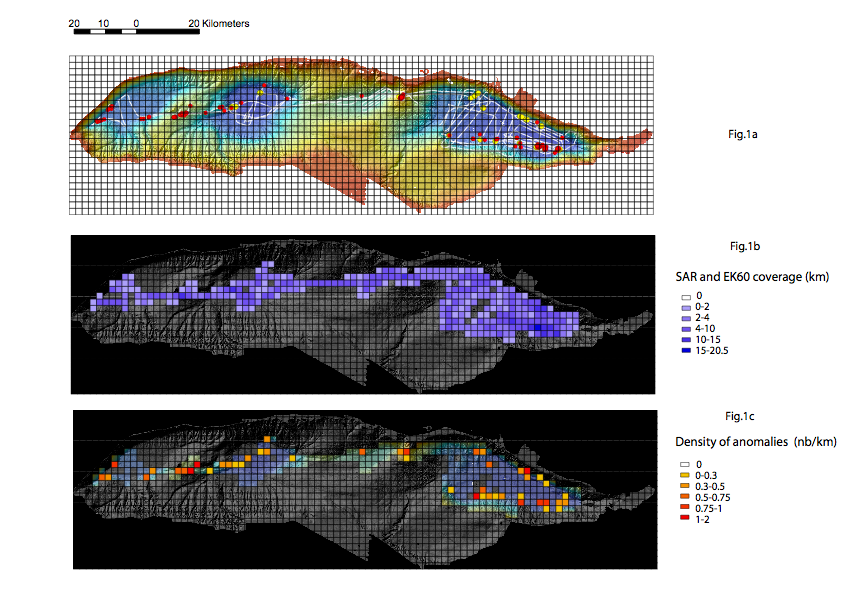 20 10 0 20 Kilometers
Fig.1a
Fig.1b
SAR and EK60 coverage (km)
0
0-2
2-4
4-10
10-15
15-20.5
Fig.1c
Density of anomalies (nb/km)
0
0-0.3
0.3-0.5
0.5-0.75
0.75-1
1-2